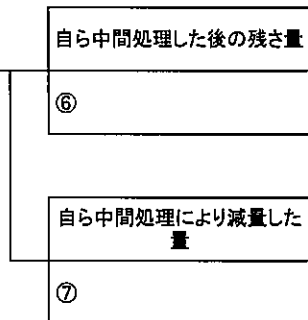 自ら中間処理した後の残さ量
⑥
自ら中間処理により減量した
量
⑦